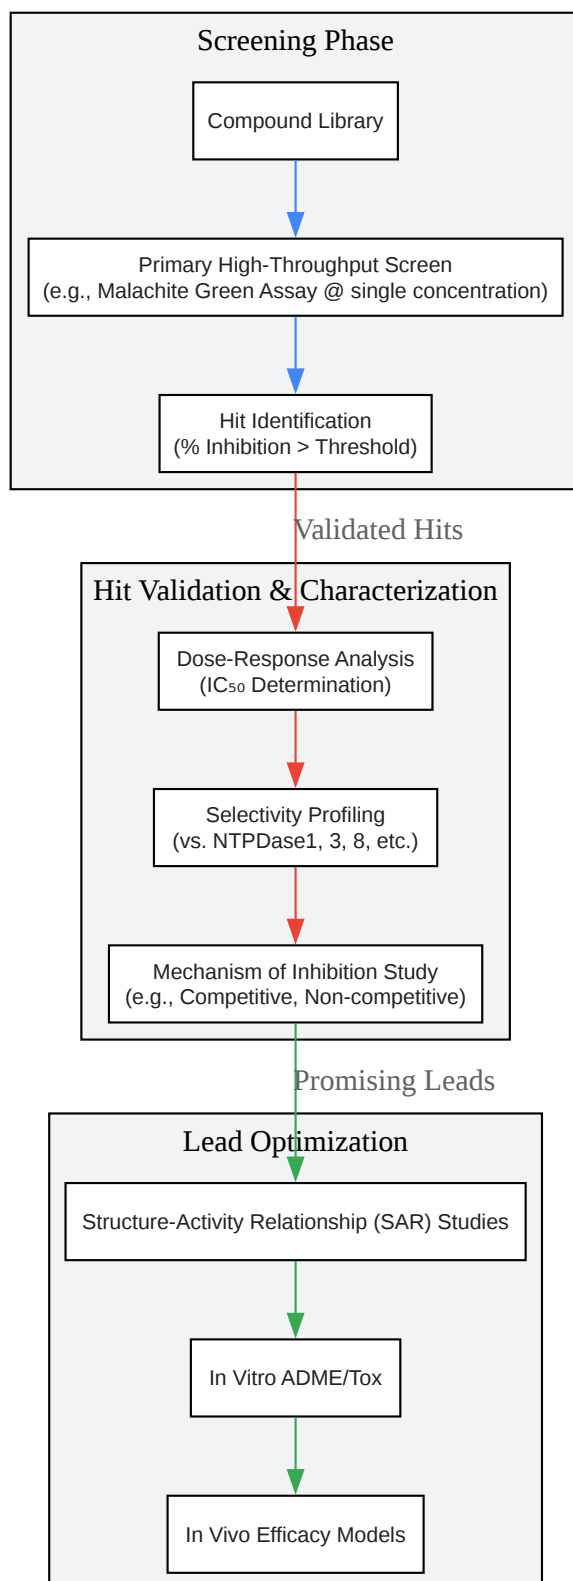 Screening Phase
Compound Library
Primary High-Throughput Screen
(e.g., Malachite Green Assay @ single concentration)
Hit Identification
(% Inhibition > Threshold)
Validated Hits
Hit Validation & Characterization
Dose-Response Analysis
(IC₅₀ Determination)
Selectivity Profiling
(vs. NTPDase1, 3, 8, etc.)
Mechanism of Inhibition Study
(e.g., Competitive, Non-competitive)
Promising Leads
Lead Optimization
Structure-Activity Relationship (SAR) Studies
In Vitro ADME/Tox
In Vivo Efficacy Models